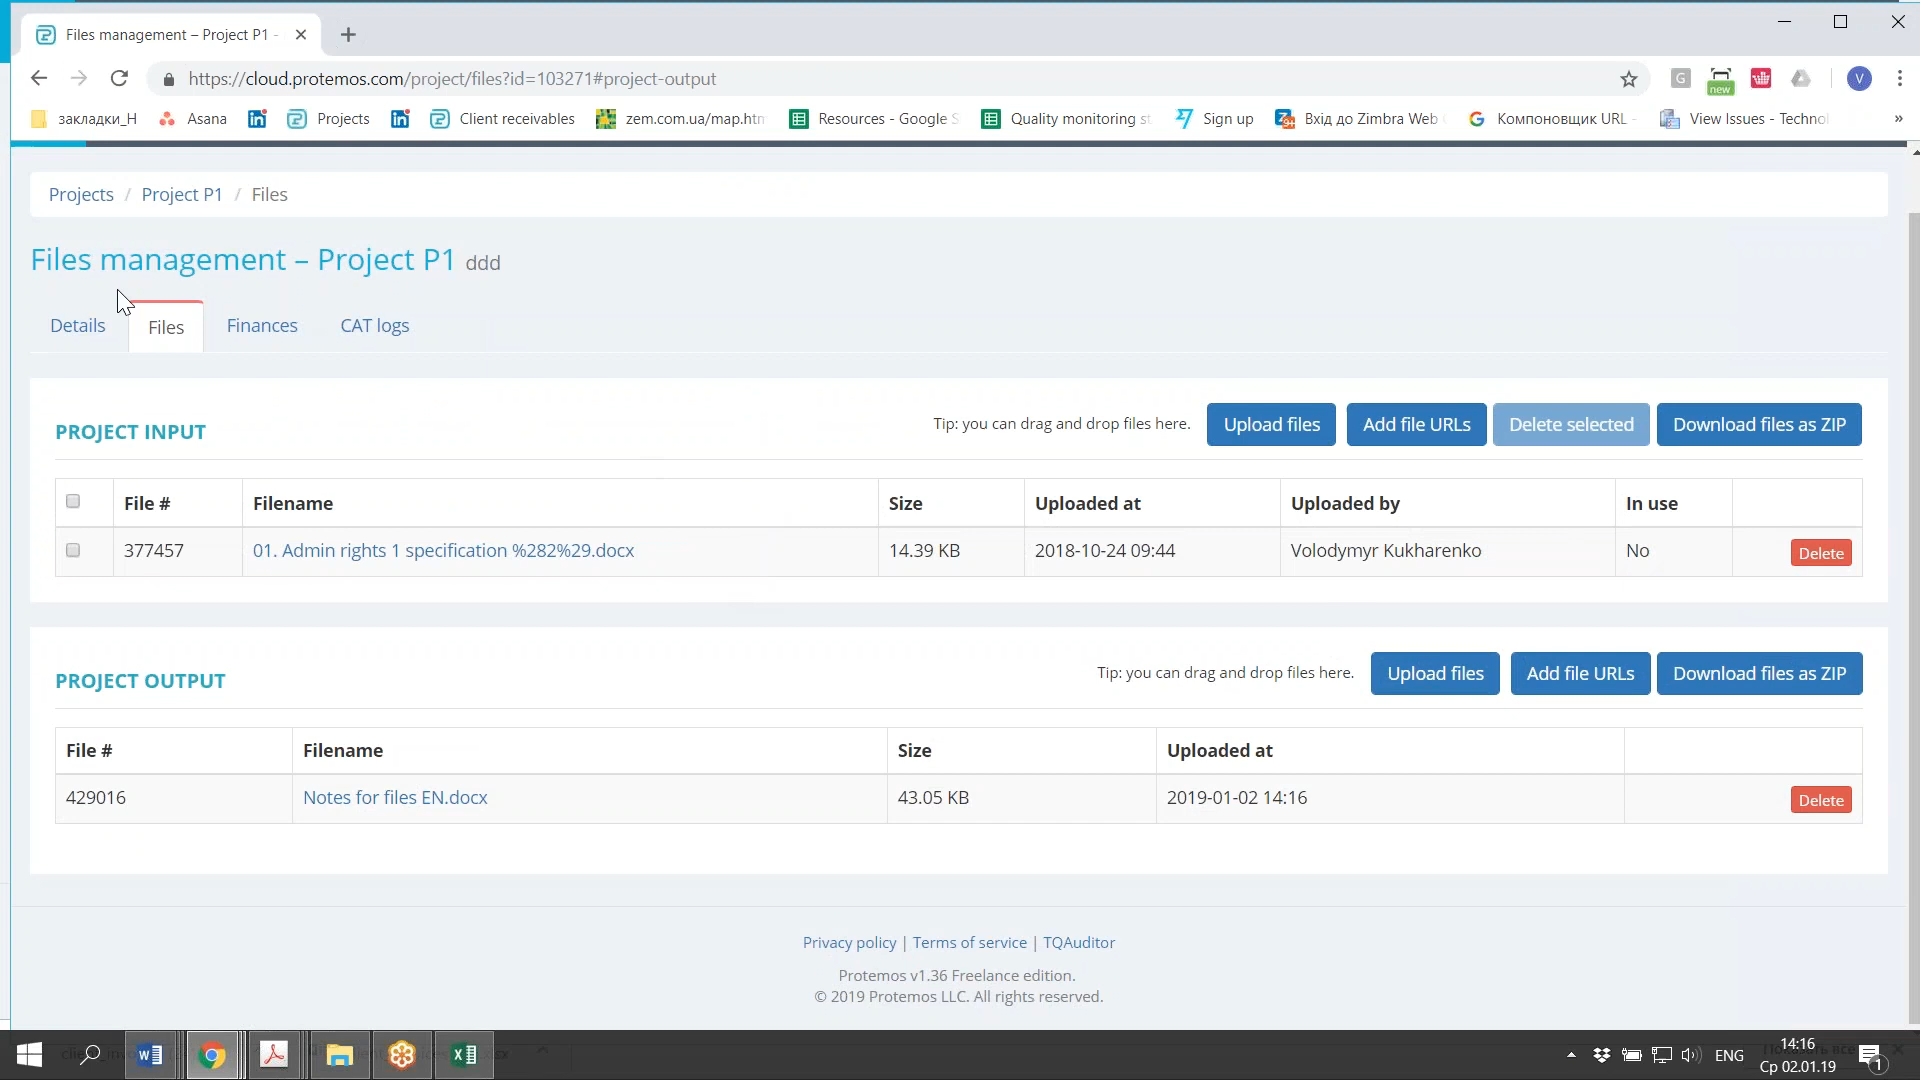 Files management – Project P1 -
https://cloud.protemos.com/project/files?id=103271#project-output
G
new
V
закладки_Н
Asana
Projects
Client receivables
zem.com.ua/map.htm
Resources - Google S
Quality monitoring st
Sign up
Вхід до Zimbra Web
Компоновщик URL -
View Issues - Technol
»
Projects / Project P1 / Files
Files management – Project P1 ddd
Details
Files
Finances
CAT logs
PROJECT INPUT
Tip: you can drag and drop files here.
Upload files
Add file URLs
Delete selected
Download files as ZIP
File # Filename Size Uploaded at Uploaded by In use
377457 01. Admin rights 1 specification %282%29.docx 14.39 KB 2018-10-24 09:44 Volodymyr Kukharenko No Delete
PROJECT OUTPUT
Tip: you can drag and drop files here.
Upload files
Add file URLs
Download files as ZIP
File # Filename Size Uploaded at
429016 Notes for files EN.docx 43.05 KB 2019-01-02 14:16 Delete
Privacy policy | Terms of service | TQAuditor
Protemos v1.36 Freelance edition.
© 2019 Protemos LLC. All rights reserved.
ENG
14:16
Ср 02.01.19
1